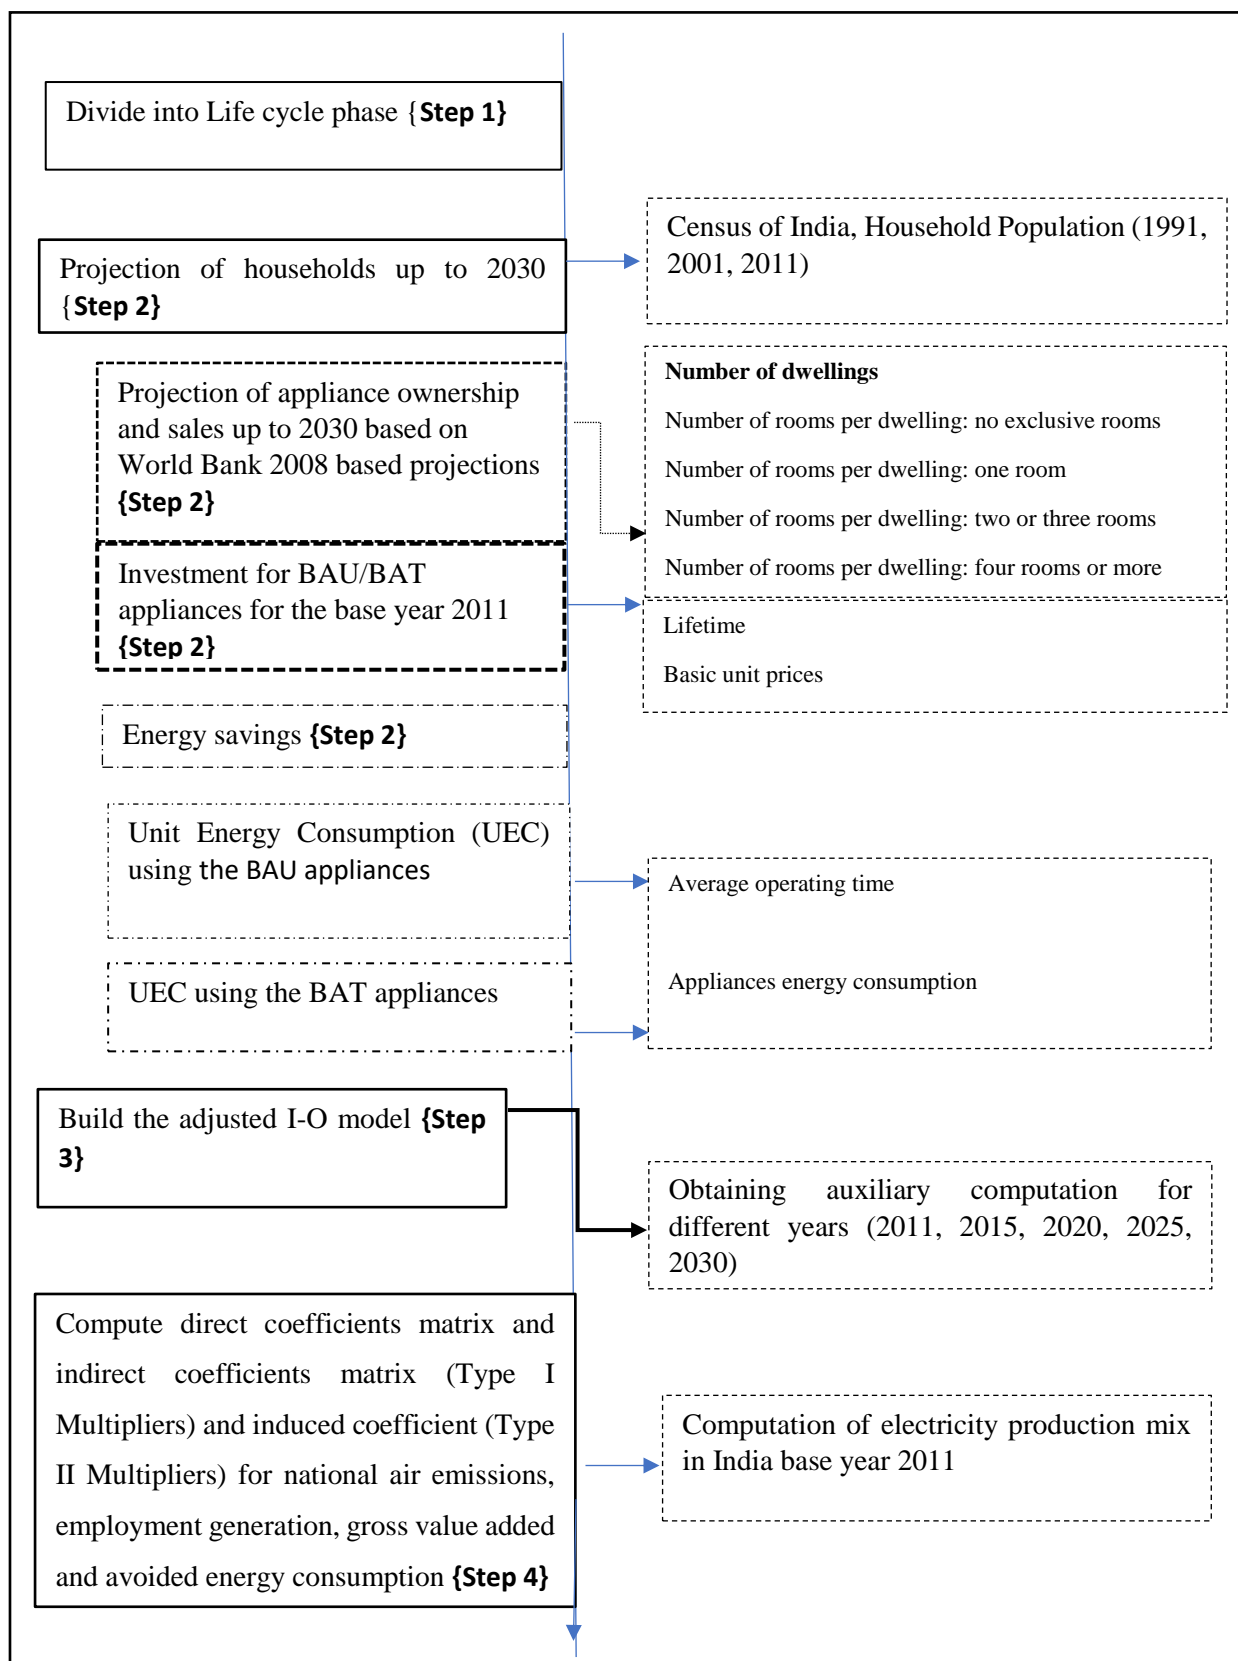 Divide into Life cycle phase {Step 1}
Census of India, Household Population (1991,
2001, 2011)
Projection of households up to 2030
{Step 2}
Projection of appliance ownership
and sales up to 2030 based on
World Bank 2008 based projections
{Step 2}
Number of dwellings
Number of rooms per dwelling: no exclusive rooms
Number of rooms per dwelling: one room
Number of rooms per dwelling: two or three rooms
Number of rooms per dwelling: four rooms or more
Investment for BAU/BAT
appliances for the base year 2011
{Step 2}
Lifetime
Basic unit prices
Energy savings {Step 2}
Unit Energy Consumption (UEC)
using the BAU appliances
Average operating time
Appliances energy consumption
UEC using the BAT appliances
Build the adjusted I-O model {Step
3}
Obtaining auxiliary computation for
different years (2011, 2015, 2020, 2025,
2030)
Compute direct coefficients matrix and
indirect coefficients matrix (Type I
Multipliers) and induced coefficient (Type
II Multipliers) for national air emissions,
employment generation, gross value added
and avoided energy consumption {Step 4}
Computation of electricity production mix
in India base year 2011